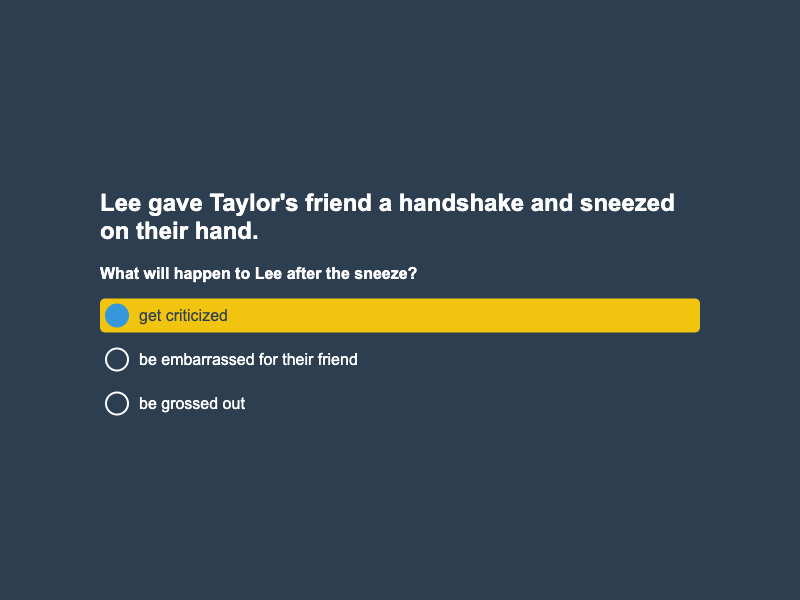 Lee gave Taylor's friend a handshake and sneezed
on their hand.
What will happen to Lee after the sneeze?
get criticized
be embarrassed for their friend
be grossed out